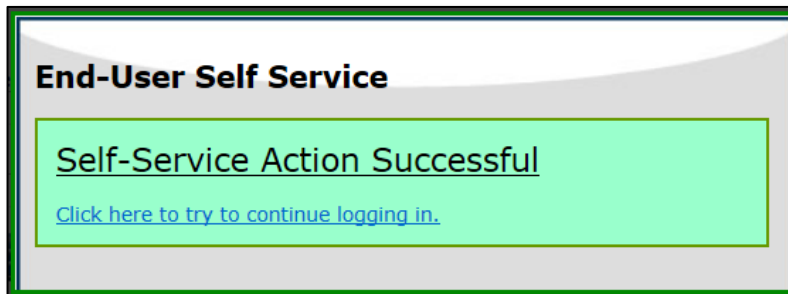 End-User Self Service
Self-Service Action Successful
Click here to try to continue logging in.